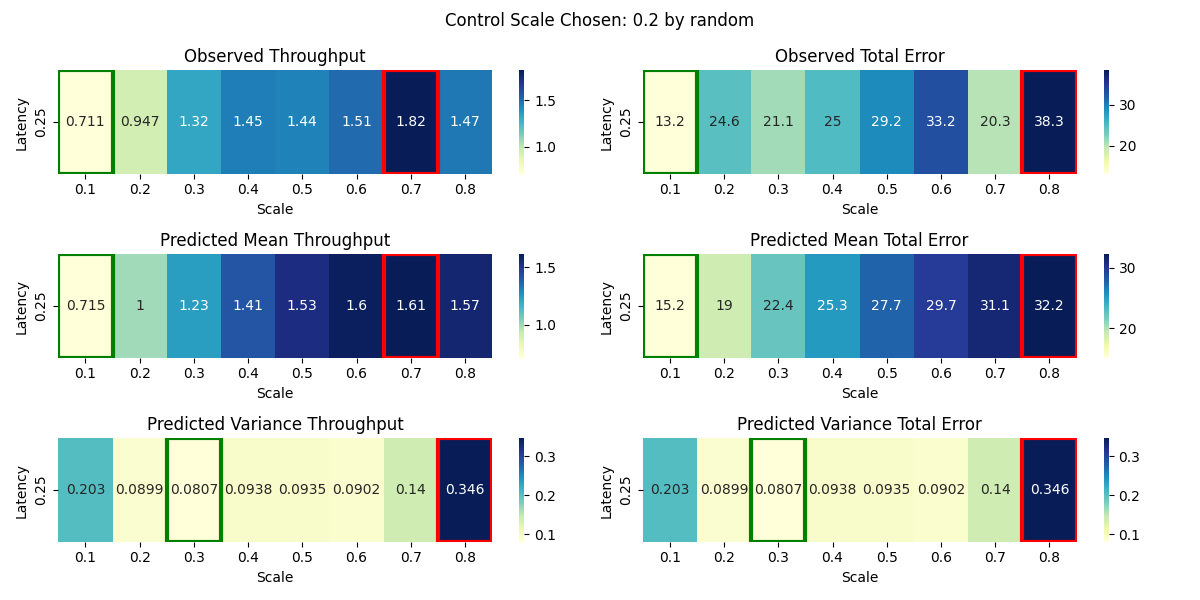 Control Scale Chosen: 0.2 by random
Observed Throughput
Latency
0.25
0.711 0.947 1.32 1.45 1.44 1.51 1.82 1.47
0.1 0.2 0.3 0.4 0.5 0.6 0.7 0.8
Scale
1.5
1.0
Observed Total Error
Latency
0.25
13.2 24.6 21.1 25 29.2 33.2 20.3 38.3
0.1 0.2 0.3 0.4 0.5 0.6 0.7 0.8
Scale
30
20
Predicted Mean Throughput
Latency
0.25
0.715 1 1.23 1.41 1.53 1.6 1.61 1.57
0.1 0.2 0.3 0.4 0.5 0.6 0.7 0.8
Scale
1.5
1.0
Predicted Mean Total Error
Latency
0.25
15.2 19 22.4 25.3 27.7 29.7 31.1 32.2
0.1 0.2 0.3 0.4 0.5 0.6 0.7 0.8
Scale
30
20
Predicted Variance Throughput
Latency
0.25
0.203 0.0899 0.0807 0.0938 0.0935 0.0902 0.14 0.346
0.1 0.2 0.3 0.4 0.5 0.6 0.7 0.8
Scale
0.3
0.2
0.1
Predicted Variance Total Error
Latency
0.25
0.203 0.0899 0.0807 0.0938 0.0935 0.0902 0.14 0.346
0.1 0.2 0.3 0.4 0.5 0.6 0.7 0.8
Scale
0.3
0.2
0.1